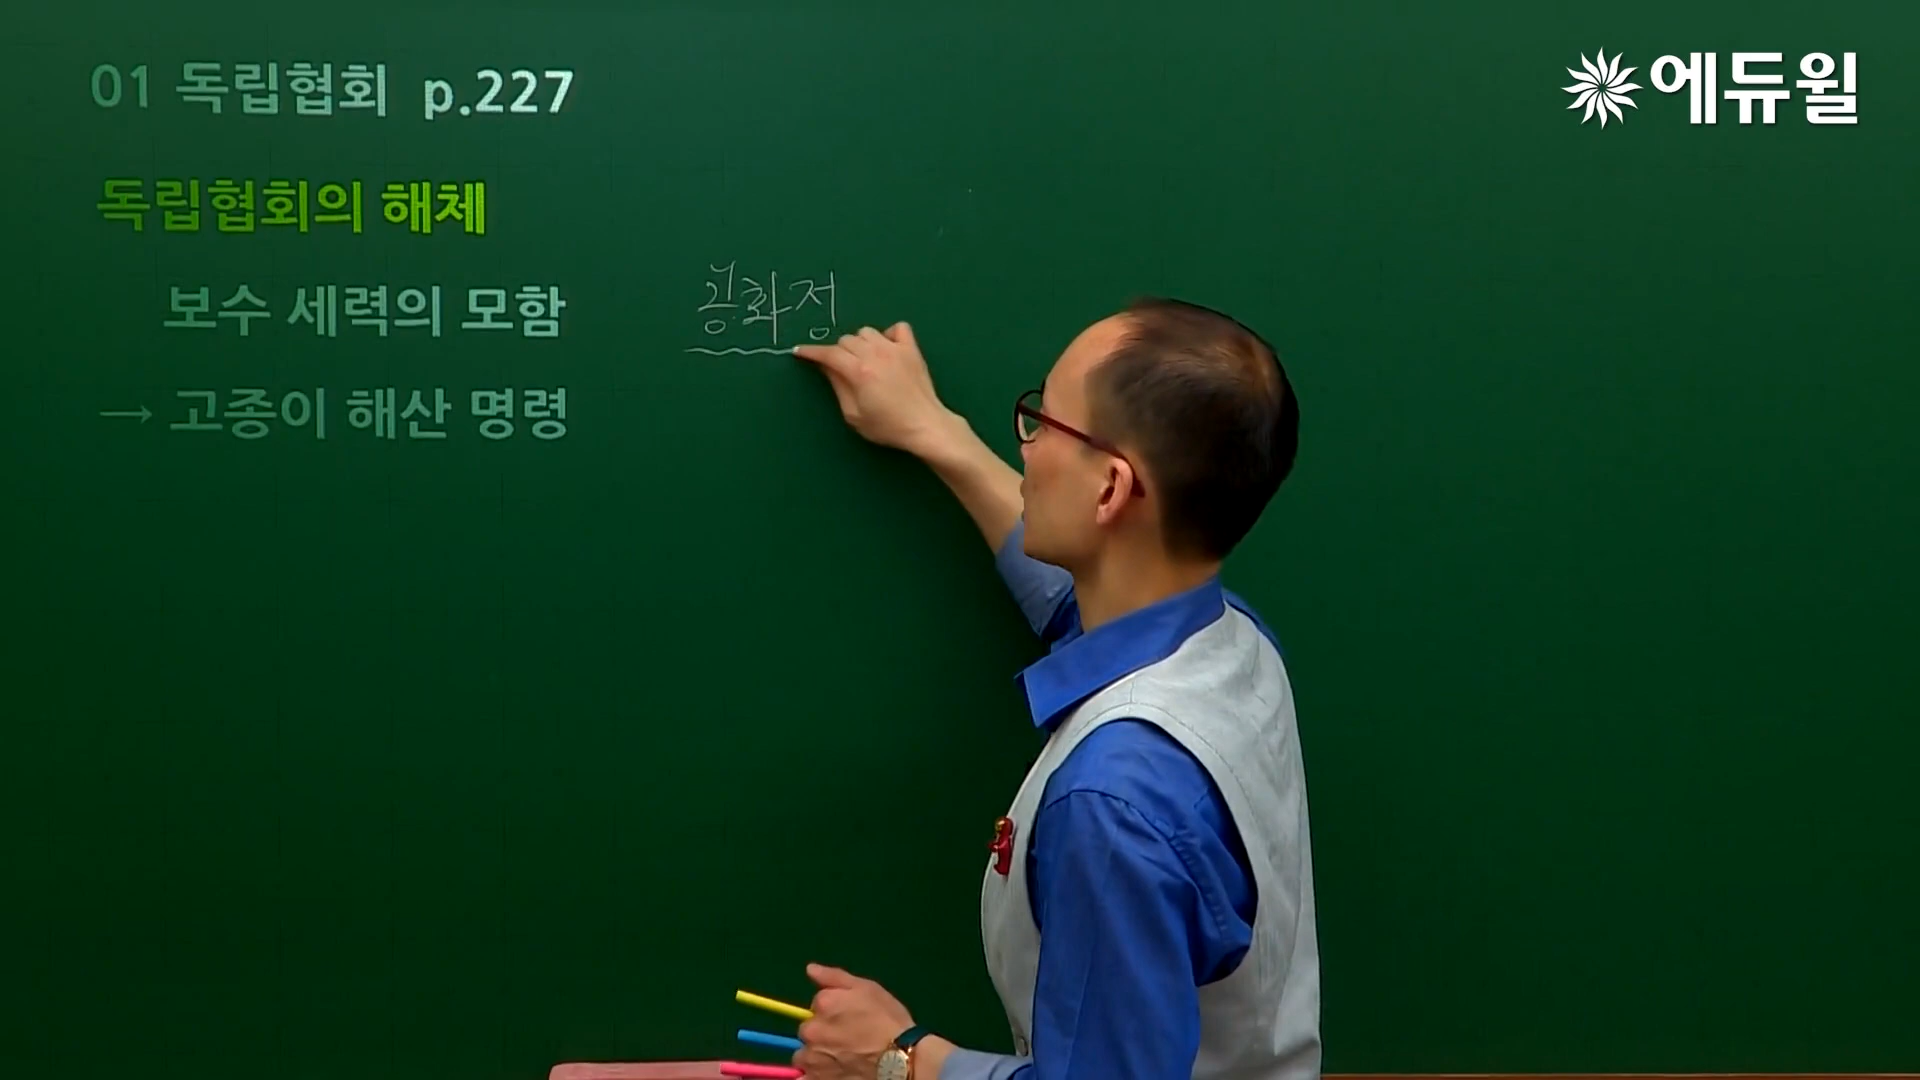 01 독립협회 p.227
에듀윌
독립협회의 해체
보수 세력의 모함
공화정
→ 고종이 해산 명령